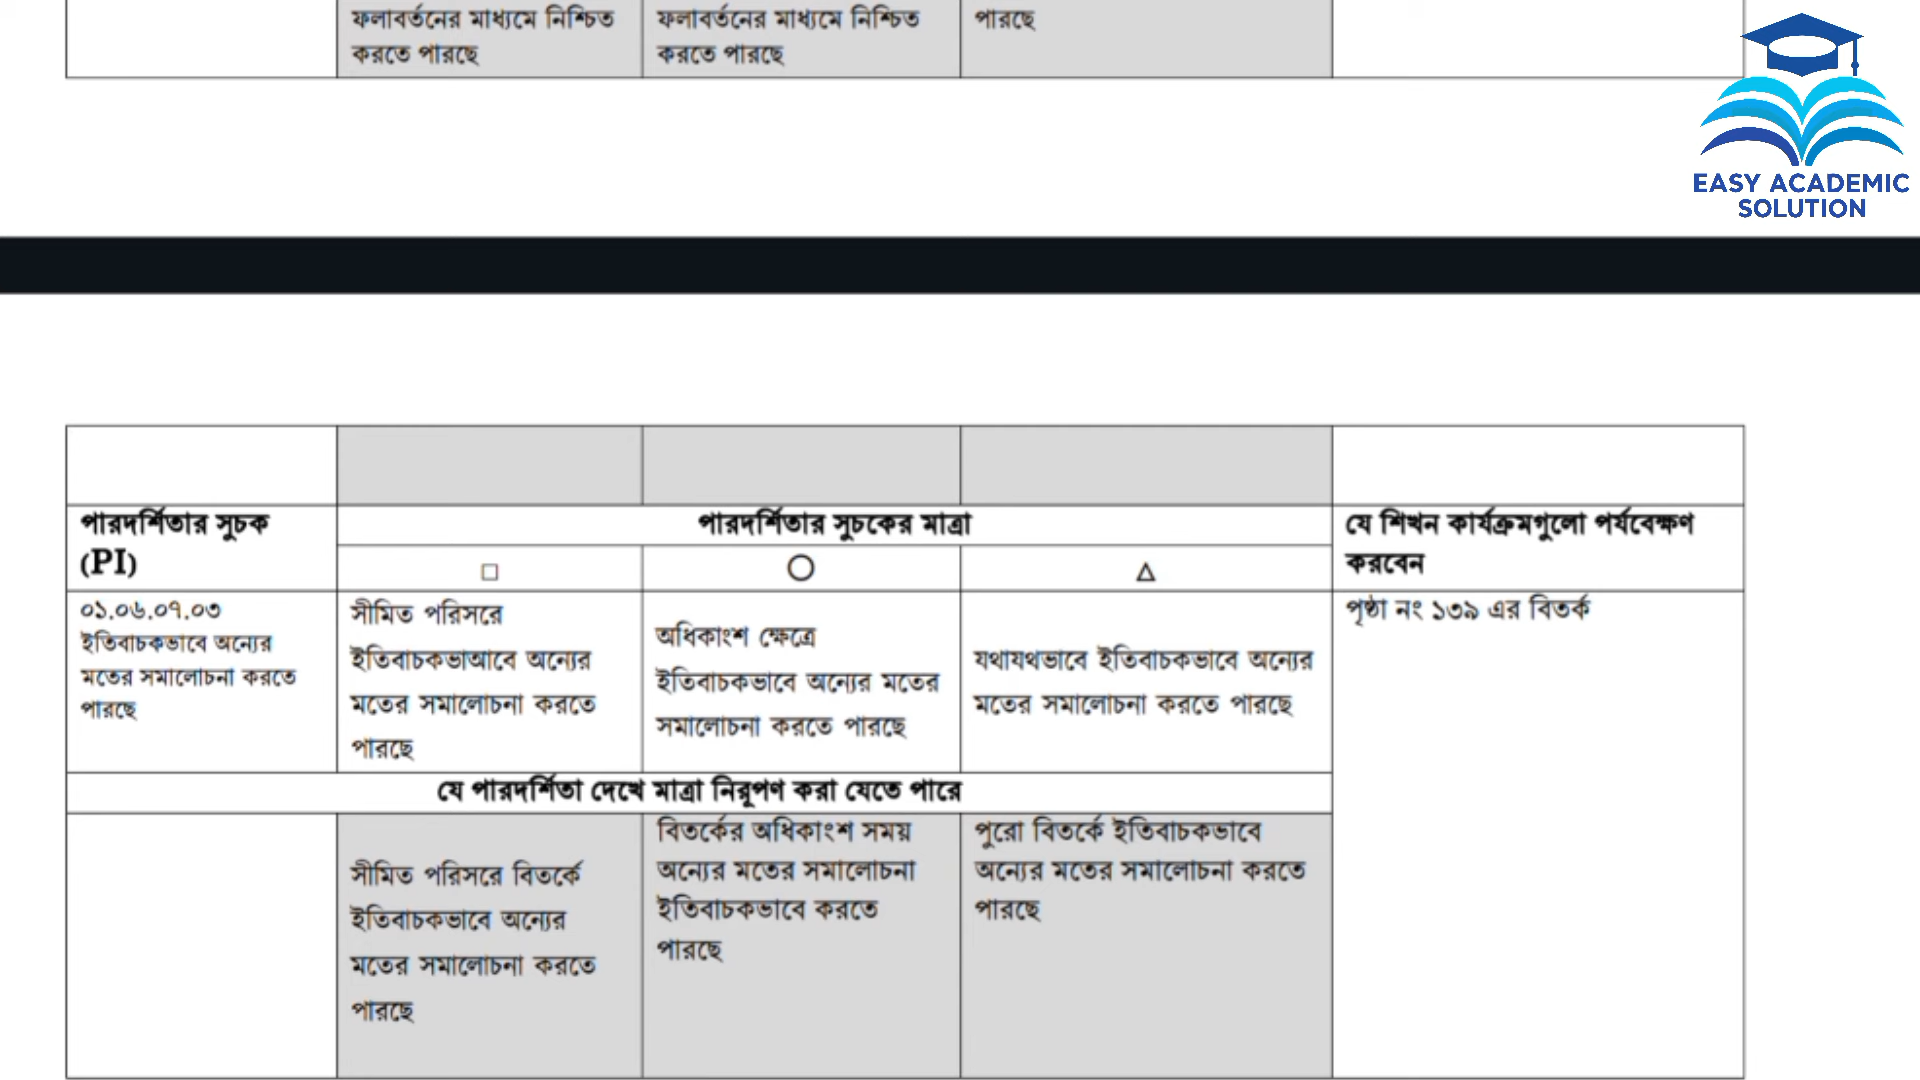 ফলাবর্তনের মাধ্যমে নিশ্চিত
করতে পারছে
ফলাবর্তনের মাধ্যমে নিশ্চিত
করতে পারছে
পারছে
EASY ACADEMIC
SOLUTION
পারদর্শিতার সুচক
(PI)
পারদর্শিতার সুচকের মাত্রা
যে শিখন কার্যক্রমগুলো পর্যবেক্ষণ
করবেন
□
○
△
০১.০৬.০৭.০৩
ইতিবাচকভাবে অন্যের
মতের সমালোচনা করতে
পারছে
সীমিত পরিসরে
ইতিবাচকভাআবে অন্যের
মতের সমালোচনা করতে
পারছে
অধিকাংশ ক্ষেত্রে
ইতিবাচকভাবে অন্যের মতের
সমালোচনা করতে পারছে
যথাযথভাবে ইতিবাচকভাবে অন্যের
মতের সমালোচনা করতে পারছে
পৃষ্ঠা নং ১৩৯ এর বিতর্ক
যে পারদর্শিতা দেখে মাত্রা নিরূপণ করা যেতে পারে
সীমিত পরিসরে বিতর্কে
ইতিবাচকভাবে অন্যের
মতের সমালোচনা করতে
পারছে
বিতর্কের অধিকাংশ সময়
অন্যের মতের সমালোচনা
ইতিবাচকভাবে করতে
পারছে
পুরো বিতর্কে ইতিবাচকভাবে
অন্যের মতের সমালোচনা করতে
পারছে